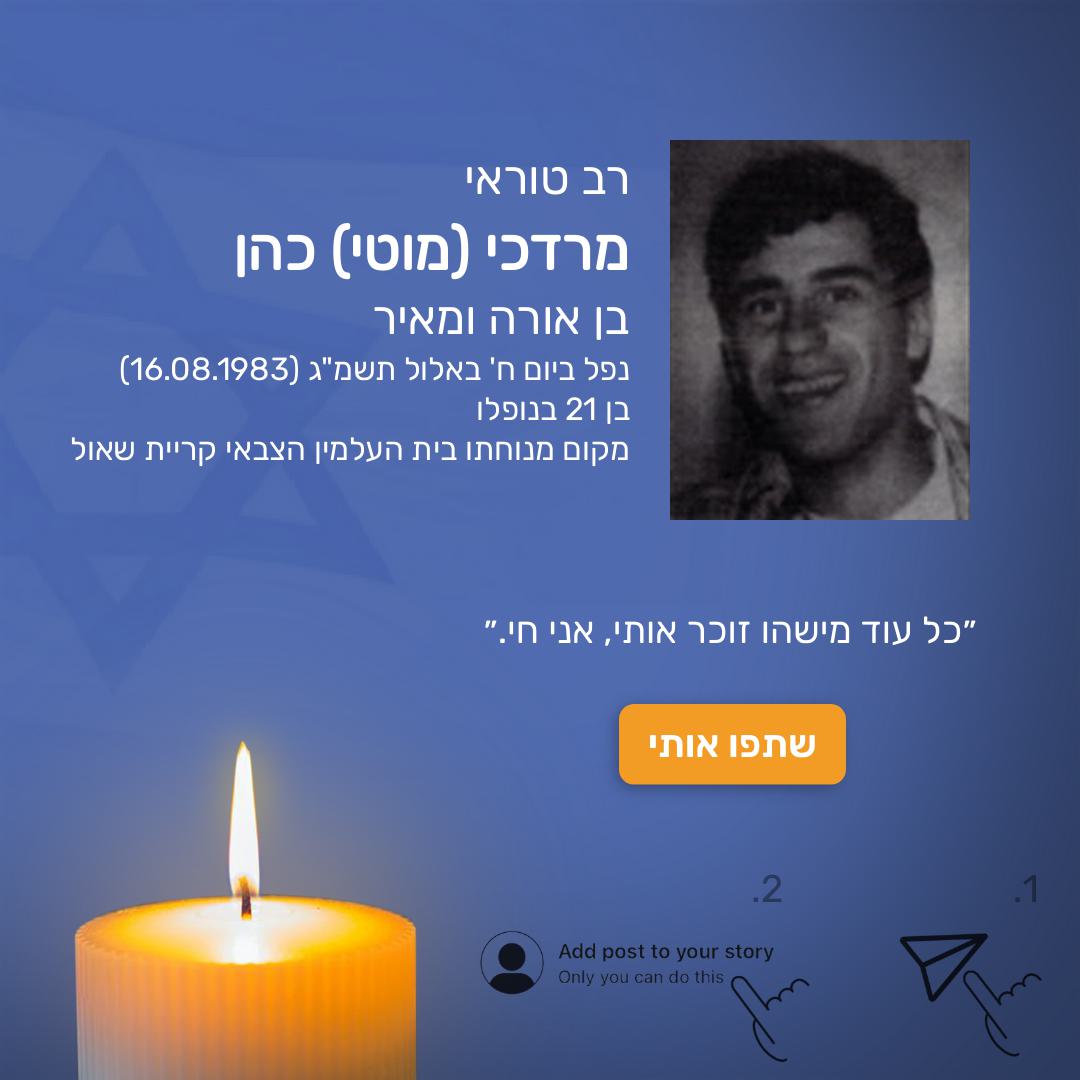 רב טוראי
מרדכי (מוטי) כהן
בן אורה ומאיר
נפל ביום ח' באלול תשמ"ג (16.08.1983)
בן 21 בנופלו
מקום מנוחתו בית העלמין הצבאי קריית שאול
״כל עוד מישהו זוכר אותי, אני חי.״
שתפו אותי
.1
.2
Add post to your story
Only you can do this